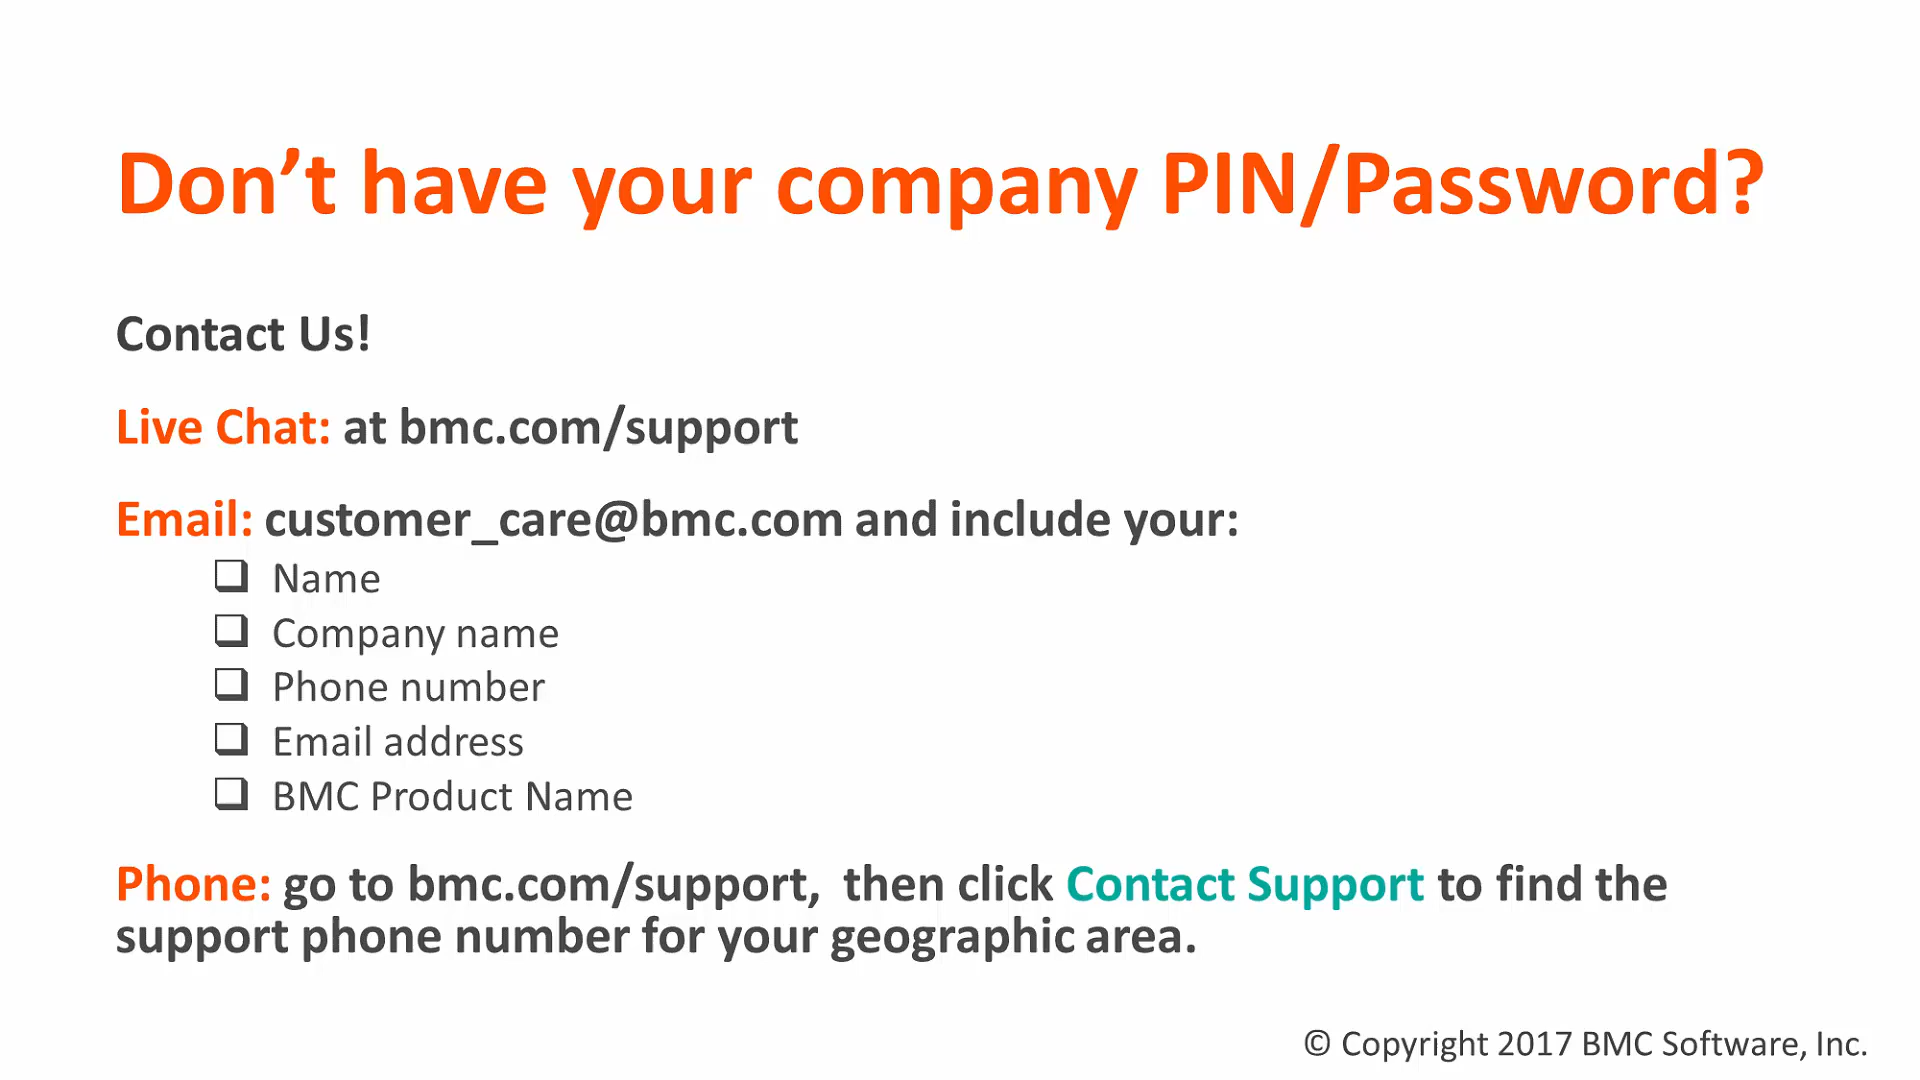 Don’t have your company PIN/Password?
Contact Us!
Live Chat: at bmc.com/support
Email: customer_care@bmc.com and include your:
❑ Name
❑ Company name
❑ Phone number
❑ Email address
❑ BMC Product Name
Phone: go to bmc.com/support, then click Contact Support to find the
support phone number for your geographic area.
© Copyright 2017 BMC Software, Inc.